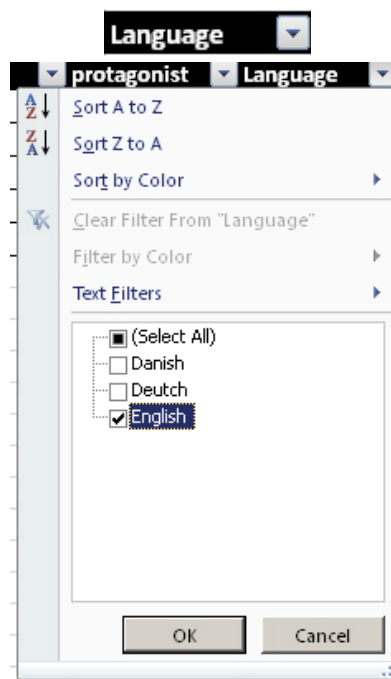 Language
protagonist Language
Sort A to Z
Sort Z to A
Sort by Color
Clear Filter From "Language"
Filter by Color
Text Filters
(Select All)
Danish
Deutch
English
OK Cancel